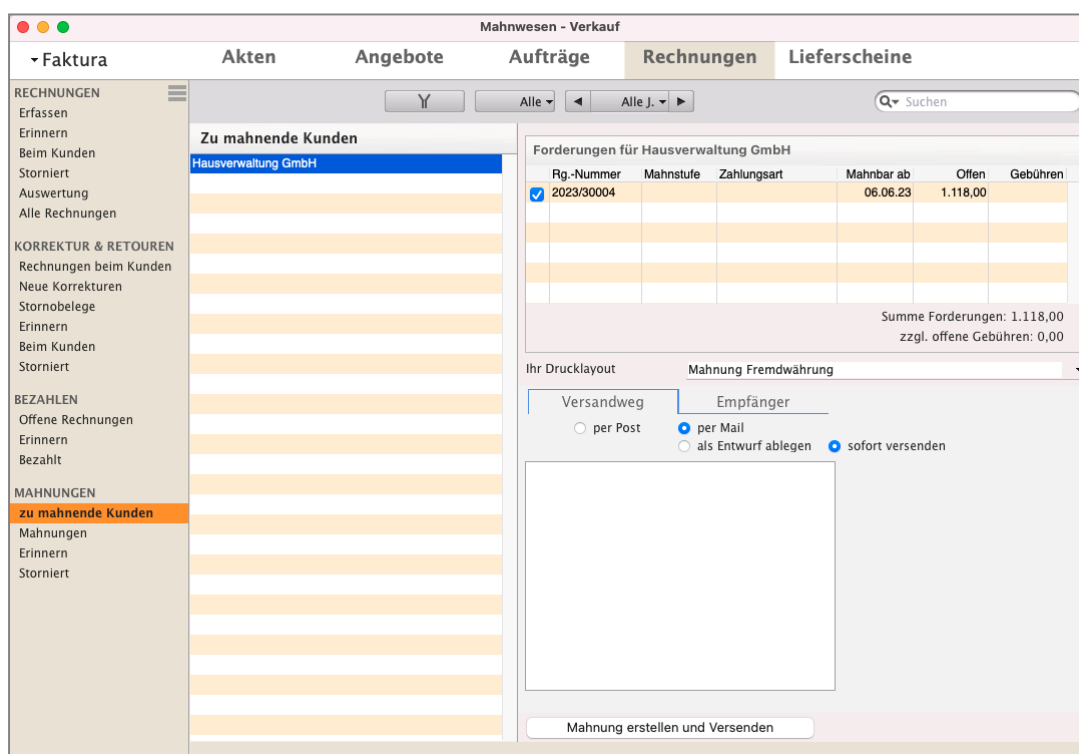 Mahnwesen - Verkauf
Faktura
Akten Angebote Aufträge Rechnungen Lieferscheine
RECHNUNGEN
Erfassen
Erinnern
Beim Kunden
Storniert
Auswertung
Alle Rechnungen
KORREKTUR & RETOUREN
Rechnungen beim Kunden
Neue Korrekturen
Stornobelege
Erinnern
Beim Kunden
Storniert
BEZAHLEN
Offene Rechnungen
Erinnern
Bezahlt
MAHNUNGEN
zu mahnende Kunden
Mahnungen
Erinnern
Storniert
Alle Alle J. Suchen
Zu mahnende Kunden
Hausverwaltung GmbH
Forderungen für Hausverwaltung GmbH
Rg.-Nummer Mahnstufe Zahlungsart Mahnbar ab Offen Gebühren
2023/30004 06.06.23 1.118,00
Summe Forderungen: 1.118,00
zzgl. offene Gebühren: 0,00
Ihr Drucklayout Mahnung Fremdwährung
Versandweg Empfänger
per Post per Mail
als Entwurf ablegen sofort versenden
Mahnung erstellen und Versenden